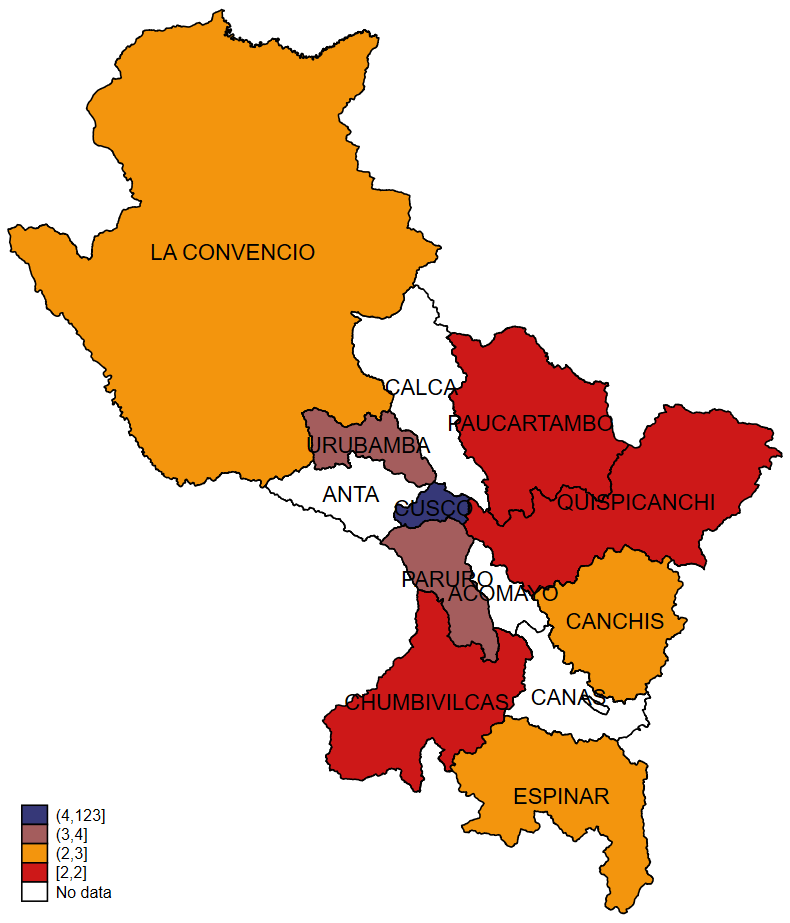 LA CONVENCIO
CALCA
PAUCARTAMBO
URUBAMBA
ANTA
QUISPICANCHI
CUSCO
PARURO
ACOMAYO
CANCHIS
CANAS
CHUMBIVILCAS
ESPINAR
(4,123]
(3,4]
(2,3]
[2,2]
No data